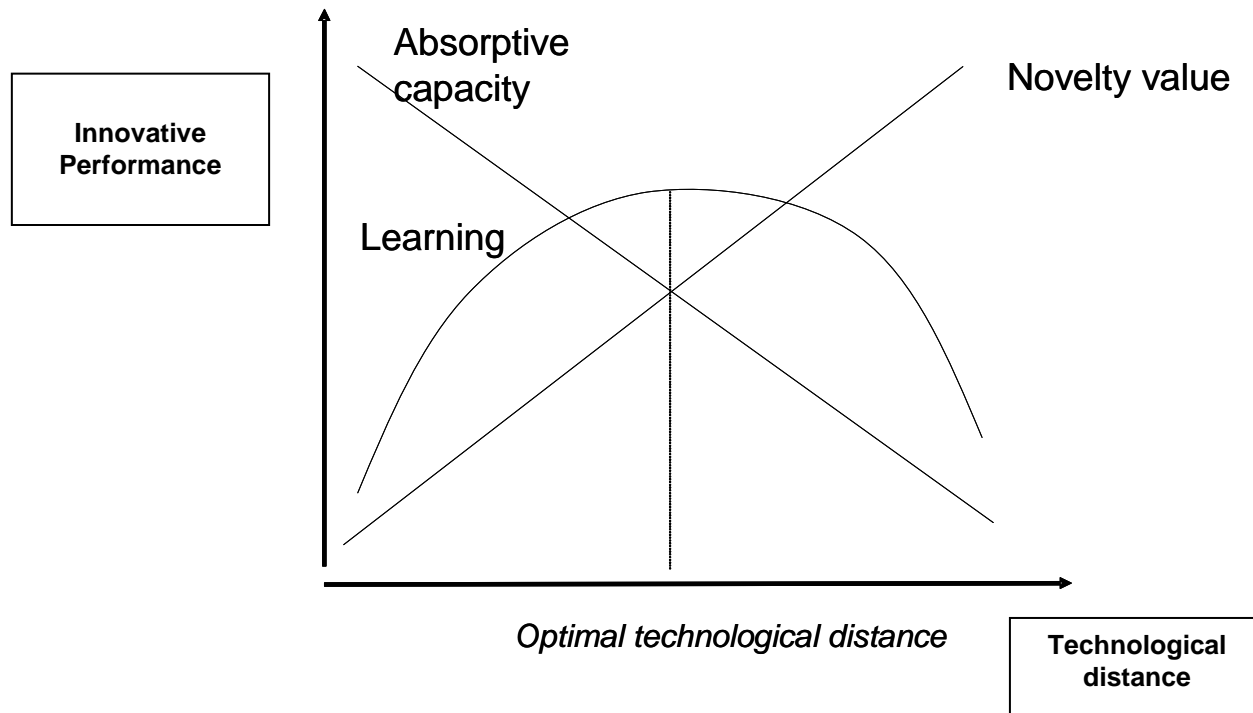 Absorptive
capacity
Novelty value
Innovative
Performance
Learning
Optimal technological distance
Technological
distance